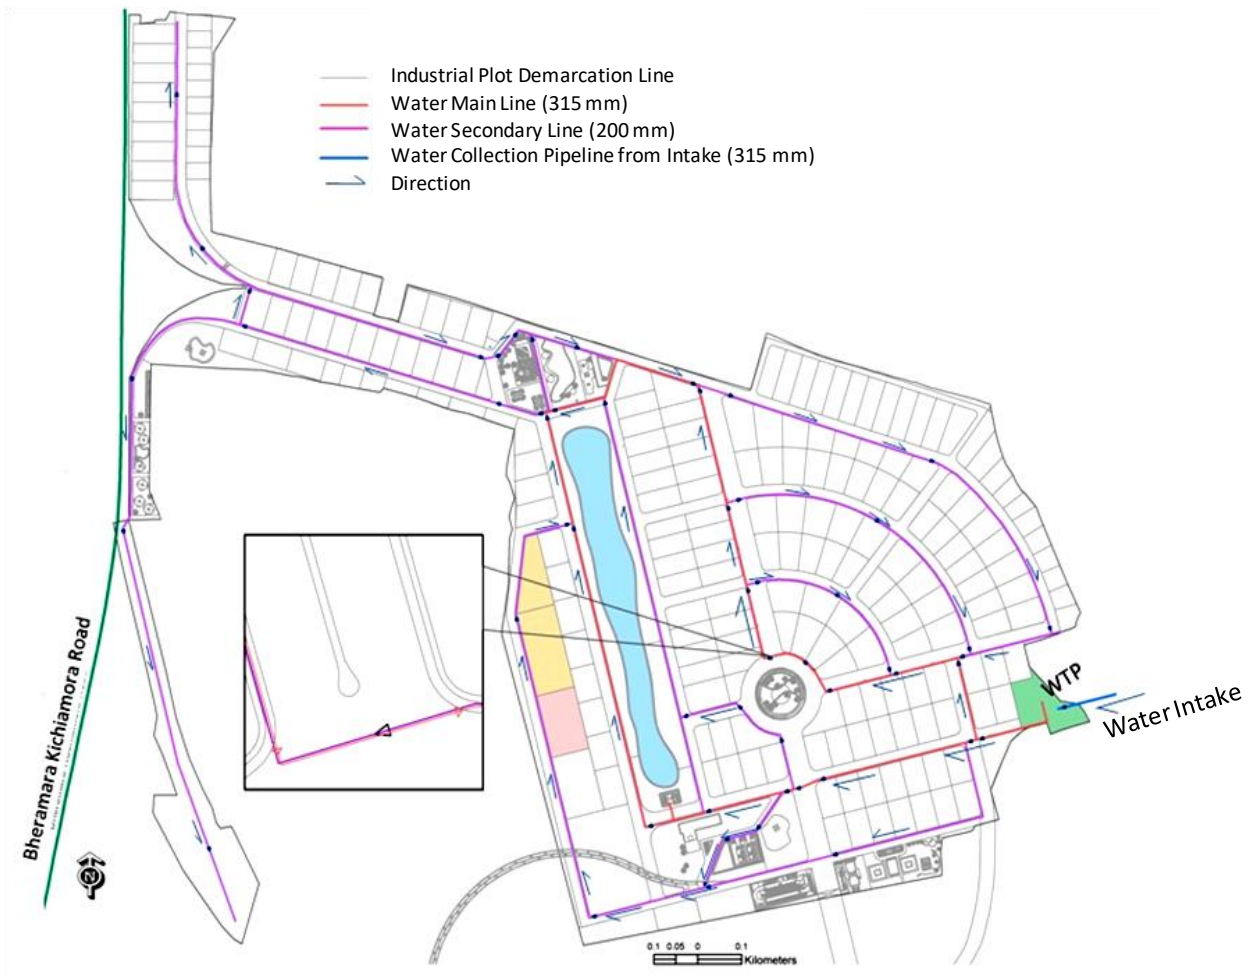 Industrial Plot Demarcation Line
Water Main Line (315 mm)
Water Secondary Line (200 mm)
Water Collection Pipeline from Intake (315 mm)
Direction
WTP
Water Intake
Bheramara Kichiamora Road
N
0.1 0.05 0 0.1
Kilometers